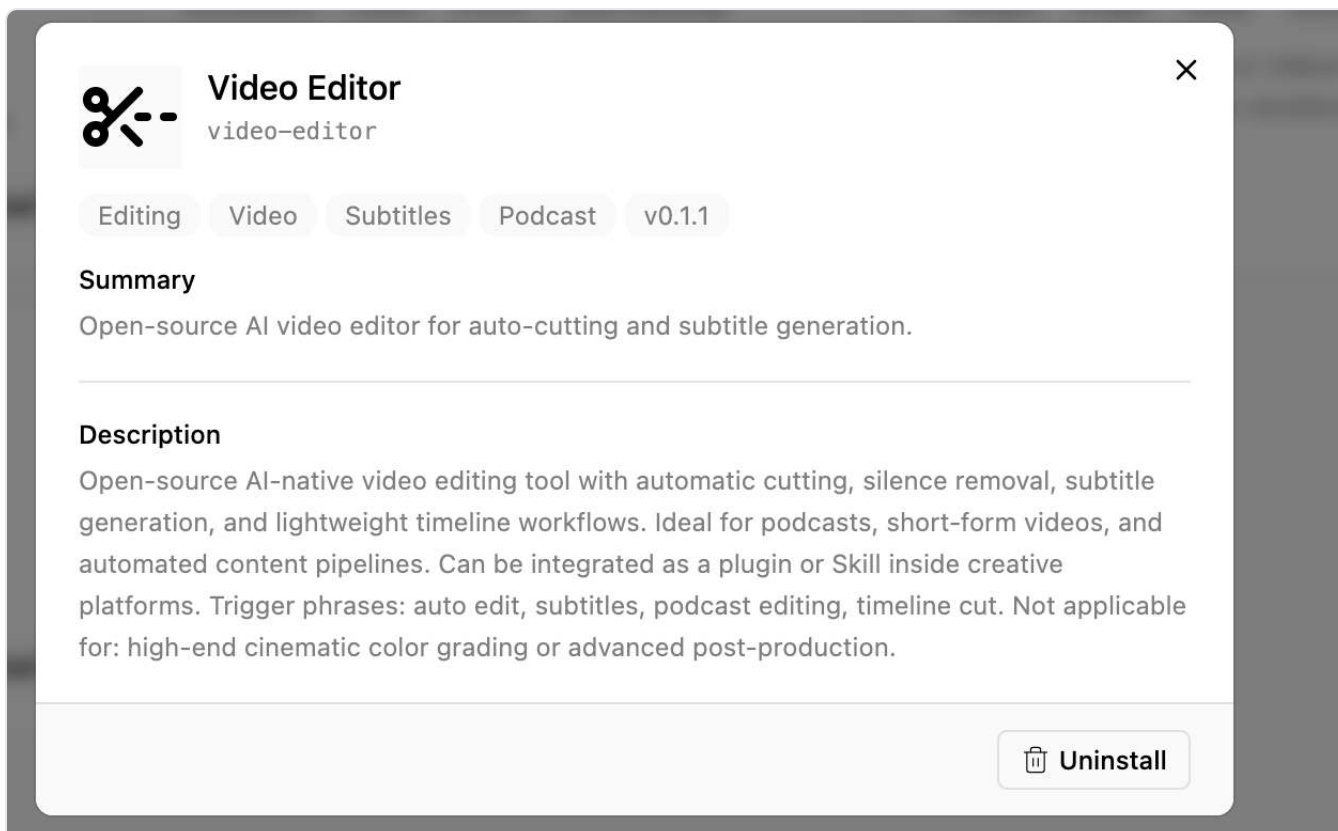 Video Editor
video-editor
Editing
Video
Subtitles
Podcast
v0.1.1
Summary
Open-source AI video editor for auto-cutting and subtitle generation.
Description
Open-source AI-native video editing tool with automatic cutting, silence removal, subtitle
generation, and lightweight timeline workflows. Ideal for podcasts, short-form videos, and
automated content pipelines. Can be integrated as a plugin or Skill inside creative
platforms. Trigger phrases: auto edit, subtitles, podcast editing, timeline cut. Not applicable
for: high-end cinematic color grading or advanced post-production.
Uninstall